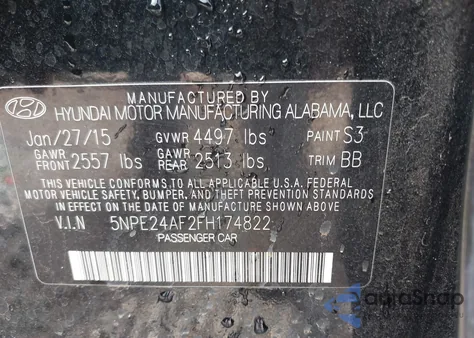 MANUFACTURED BY
HYUNDAI MOTOR MANUFACTURING ALABAMA, LLC
Jan/27/15 GVWR 4497 lbs PAINT S3
GAWR FRONT 2557 lbs GAWR REAR 2513 lbs TRIM BB
THIS VEHICLE CONFORMS TO ALL APPLICABLE U.S.A. FEDERAL
MOTOR VEHICLE SAFETY, BUMPER, AND THEFT PREVENTION STANDARDS
IN EFFECT ON THE DATE OF MANUFACTURE SHOWN ABOVE.
V.I.N 5NPE24AF2FH174822
PASSENGER CAR
autoSnap